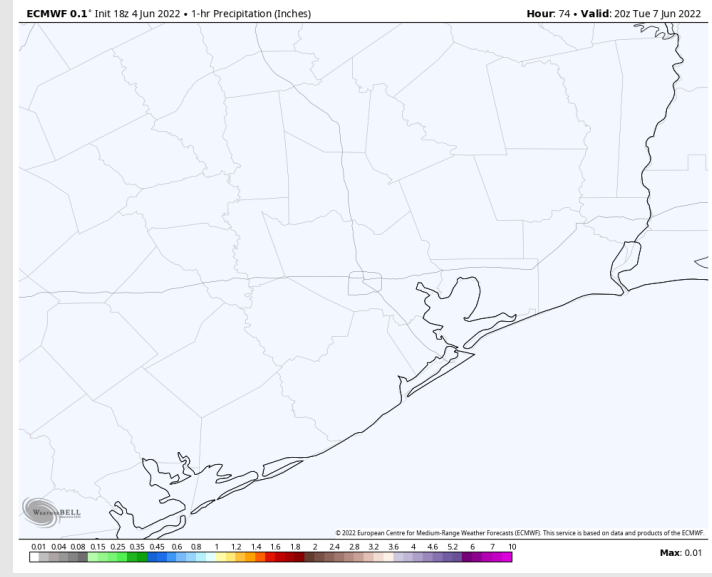 ECMWF 0.1° Init 18z 4 Jun 2022 • 1-hr Precipitation (Inches)
Hour: 74 • Valid: 20z Tue 7 Jun 2022
WeatherBELL
© 2022 European Centre for Medium-Range Weather Forecasts (ECMWF). This service is based on data and products of the ECMWF.
0.01 0.04 0.08 0.15 0.25 0.35 0.45 0.6 0.8 1 1.2 1.4 1.6 1.8 2 2.4 2.8 3.2 3.6 4 4.6 5.2 6 7 10
Max: 0.01